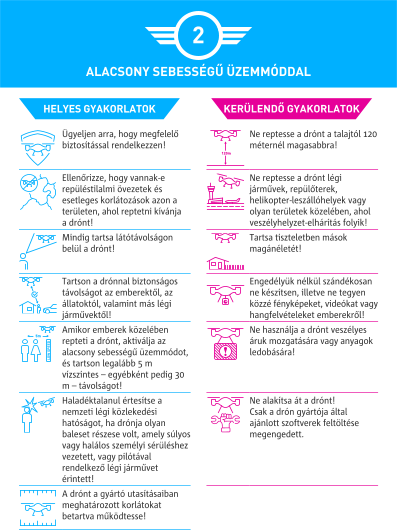 2
ALACSONY SEBESSÉGŰ ÜZEMMÓDDAL
HELYES GYAKORLATOK
Ügyeljen arra, hogy megfelelő
biztosítással rendelkezzen!
Ellenőrizze, hogy vannak-e
repüléstilalmi övezetek és
esetleges korlátozások azon a
területen, ahol reptetni kívánja
a drónt!
Mindig tartsa látótávolságon
belül a drónt!
Tartson a drónnal biztonságos
távolságot az emberektől, az
állatoktól, valamint más légi
járművektől!
Amikor emberek közelében
repteti a drónt, aktiválja az
alacsony sebességű üzemmódot,
és tartson legalább 5 m
vízszintes – egyébként pedig 30
m – távolságot!
Haladéktalanul értesítse a
nemzeti légi közlekedési
hatóságot, ha drónja olyan
baleset részese volt, amely súlyos
vagy halálos személyi sérüléshez
vezetett, vagy pilótával
rendelkező légi járművet
érintett!
A drónt a gyártó utasításaiban
meghatározott korlátokat
betartva működtesse!
KERÜLENDŐ GYAKORLATOK
120m
Ne reptesse a drónt a talajtól 120
méternél magasabbra!
Ne reptesse a drónt légi
járművek, repülőterek,
helikopter-leszállóhelyek vagy
olyan területek közelében, ahol
veszélyhelyzet-elhárítás folyik!
Tartsa tiszteletben mások
magánéletét!
Engedélyük nélkül szándékosan
ne készítsen, illetve ne tegyen
közzé fényképeket, videókat vagy
hangfelvételeket emberekről!
Ne használja a drónt veszélyes
áruk mozgatására vagy anyagok
ledobására!
Ne alakítsa át a drónt!
Csak a drón gyártója által
ajánlott szoftverek feltöltése
megengedett.